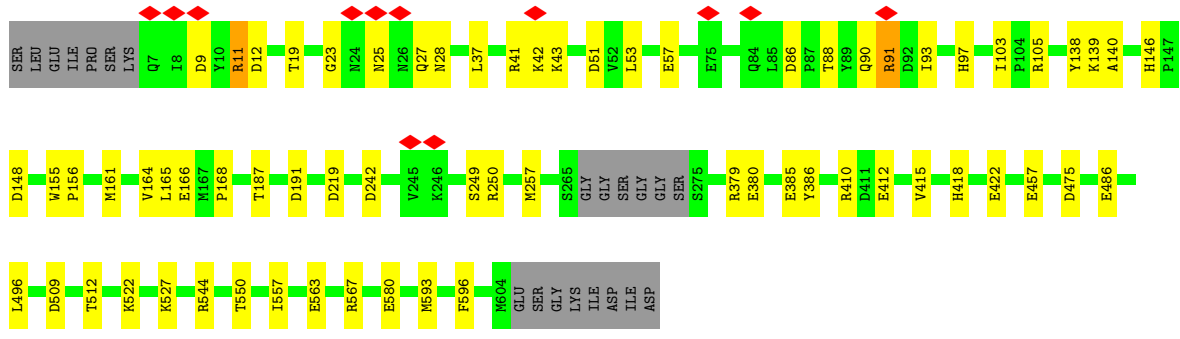 SER LEU GLU ILE PRO SER LYS Q7 I8 D9 Y10 R11 D12 T19 G23 N24 N25 N26 Q27 N28 L37 R41 K42 K43 D51 V52 L53 E57 E75 Q84 L85 D86 P87 T88 Y89 Q90 R91 D92 I93 H97 I103 P104 R105 Y138 K139 A140 H146 P147
D148 W155 P156 M161 V164 L165 E166 M167 P168 T187 D191 D219 D242 V245 K246 S249 R250 M257 S265 GLY GLY SER GLY GLY SER S275 R379 E380 E385 Y386 R410 D411 E412 V415 H418 E422 E457 D475 E486
L496 D509 T512 K522 K527 R544 T550 I557 E563 R567 E580 M593 F596 M604 GLU SER GLY LYS ILE ASP ILE ASP